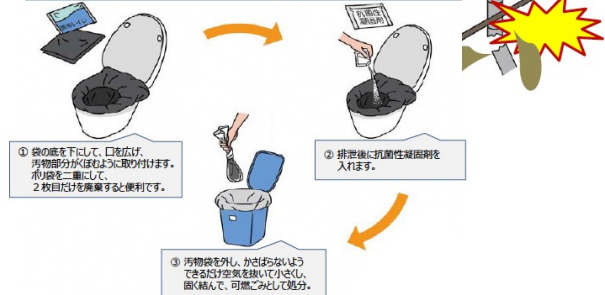 簡易トイレ
抗菌性
凝固剤
① 袋の底を下にして、口を広げ、
汚物部分がくぼむように取り付けます。
ポリ袋を二重にして、
２枚目だけを廃棄すると便利です。
② 排泄後に抗菌性凝固剤を
入れます。
③ 汚物袋を外し、かさばらないよう
できるだけ空気を抜いて小さくし、
固く結んで、可燃ごみとして処分。